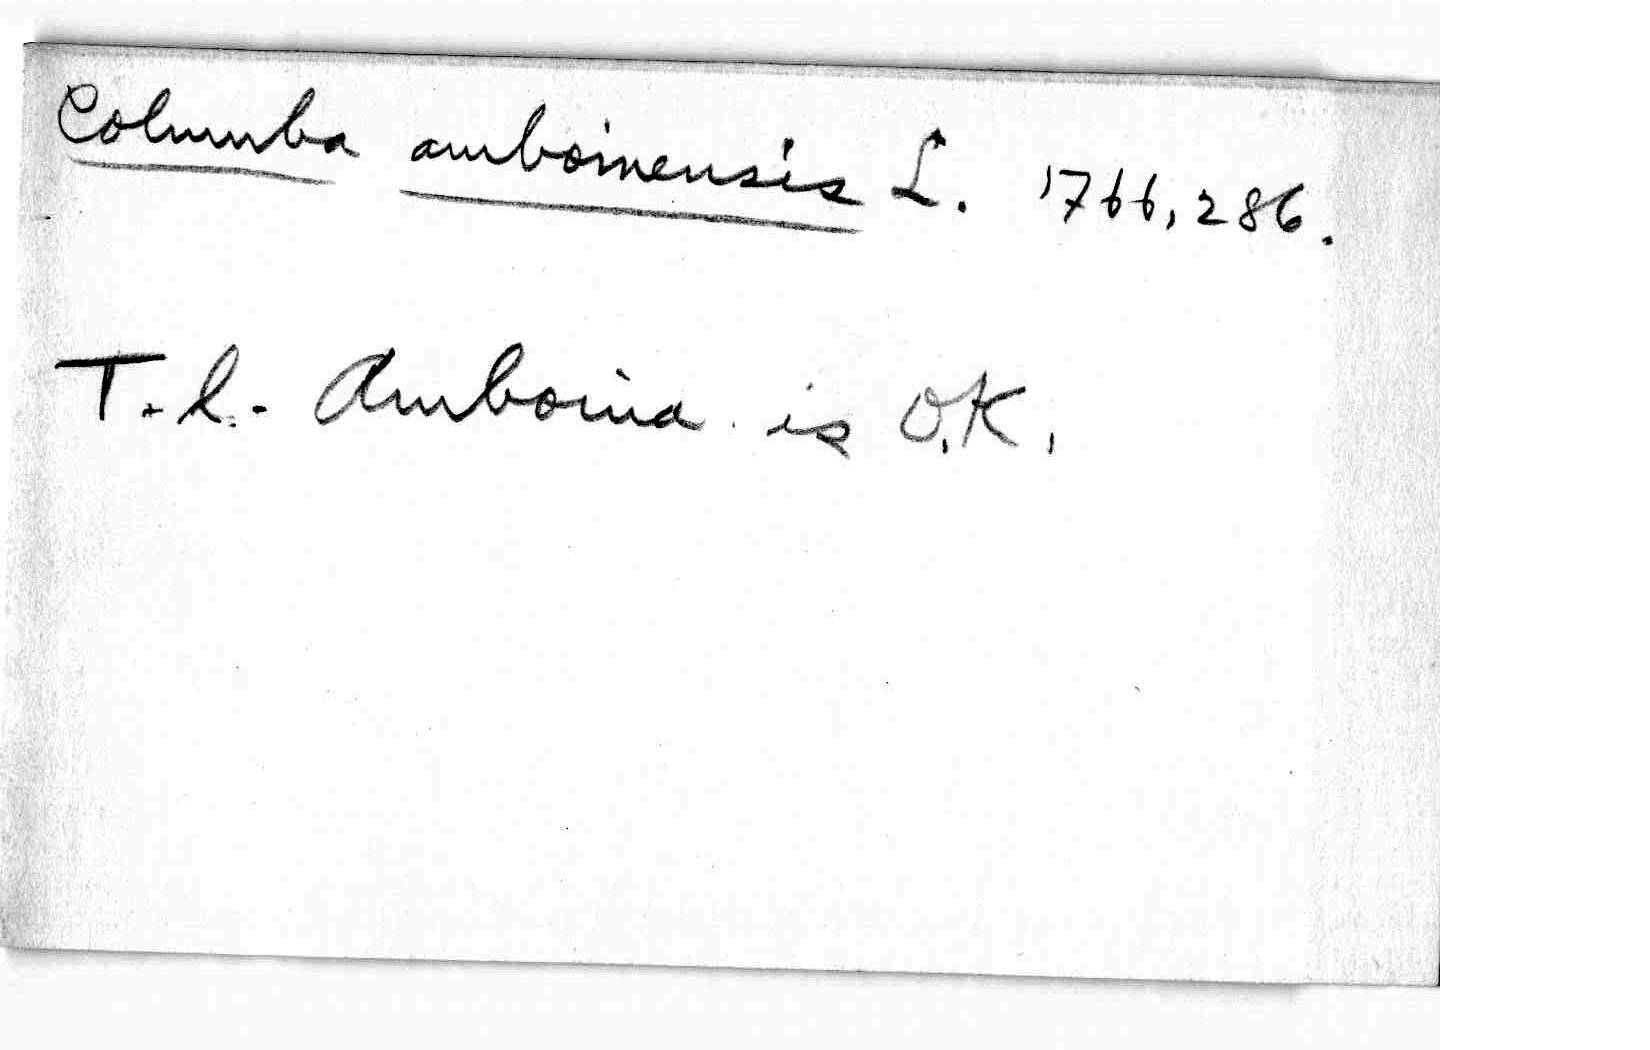 Columba amboinensis L. 1766, 286.
T.l. Amboina is O.K.